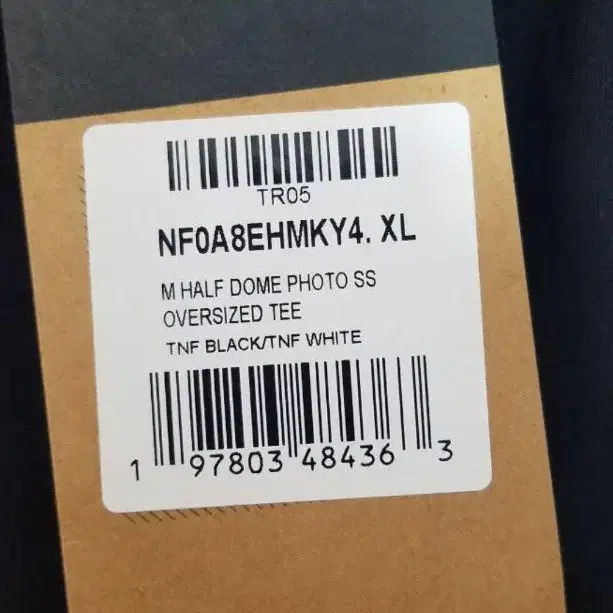 TR05
NF0A8EHMKY4. XL
M HALF DOME PHOTO SS
OVERSIZED TEE
TNF BLACK/TNF WHITE
1 97803 48436 3